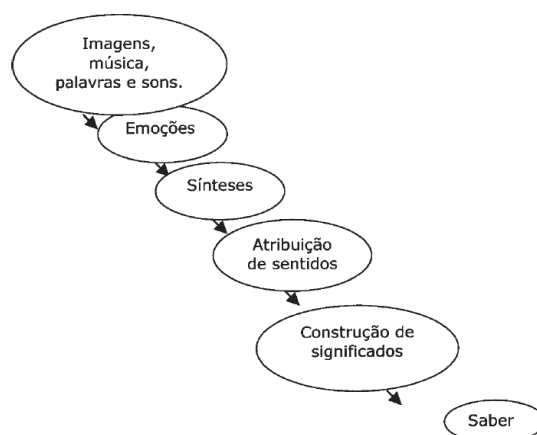 Imagens,
música,
palavras e sons.
Emoções
Sínteses
Atribuição
de sentidos
Construção de
significados
Saber